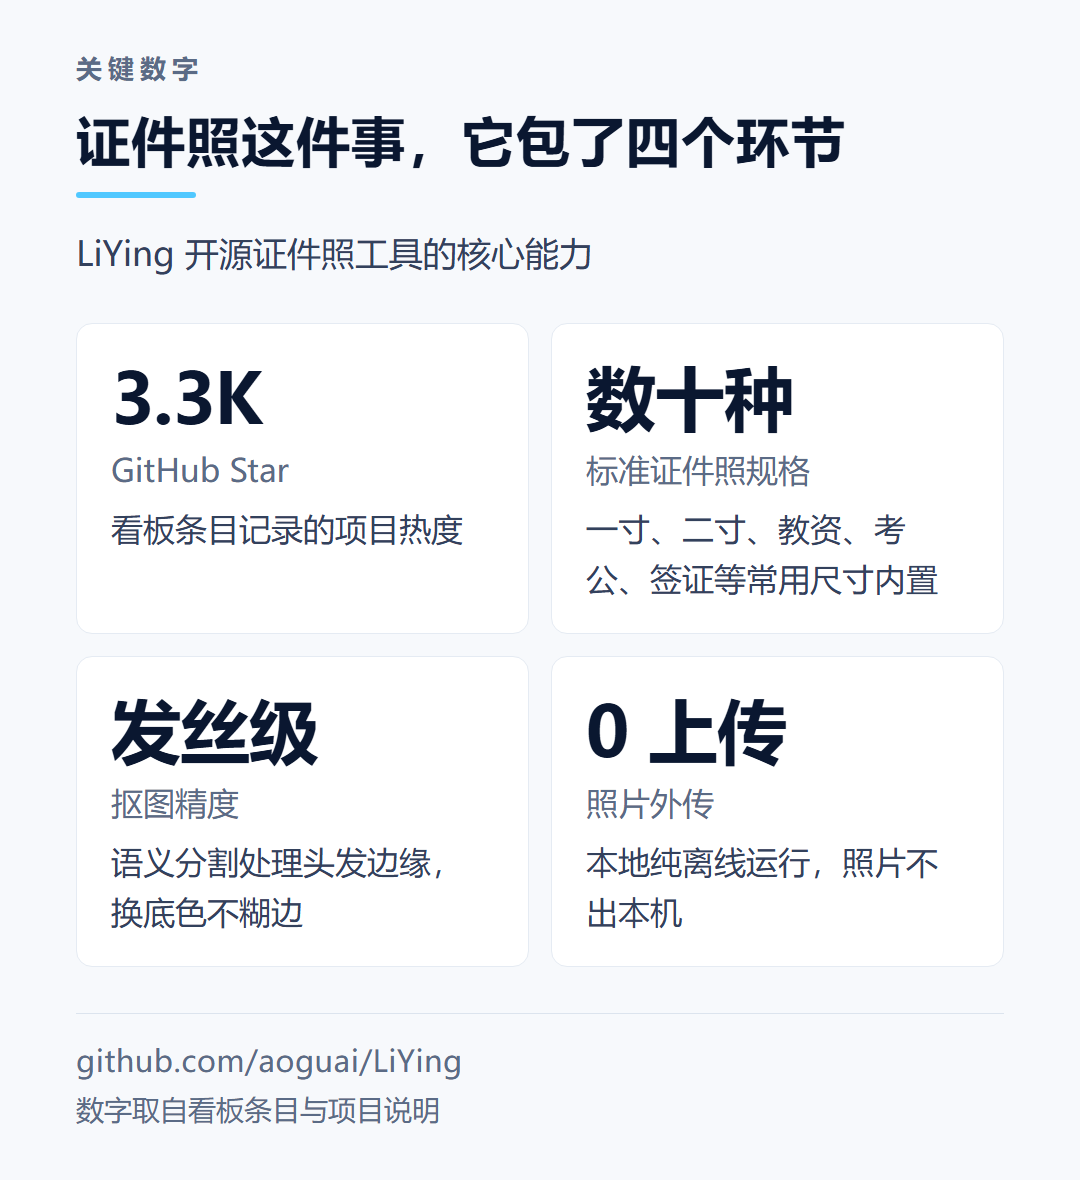 关键数字
证件照这件事，它包了四个环节
LiYing 开源证件照工具的核心能力
3.3K
GitHub Star
看板条目记录的项目热度
数十种
标准证件照规格
一寸、二寸、教资、考
公、签证等常用尺寸内置
发丝级
抠图精度
语义分割处理头发边缘，
换底色不糊边
0 上传
照片外传
本地纯离线运行，照片不
出本机
github.com/aoguai/LiYing
数字取自看板条目与项目说明